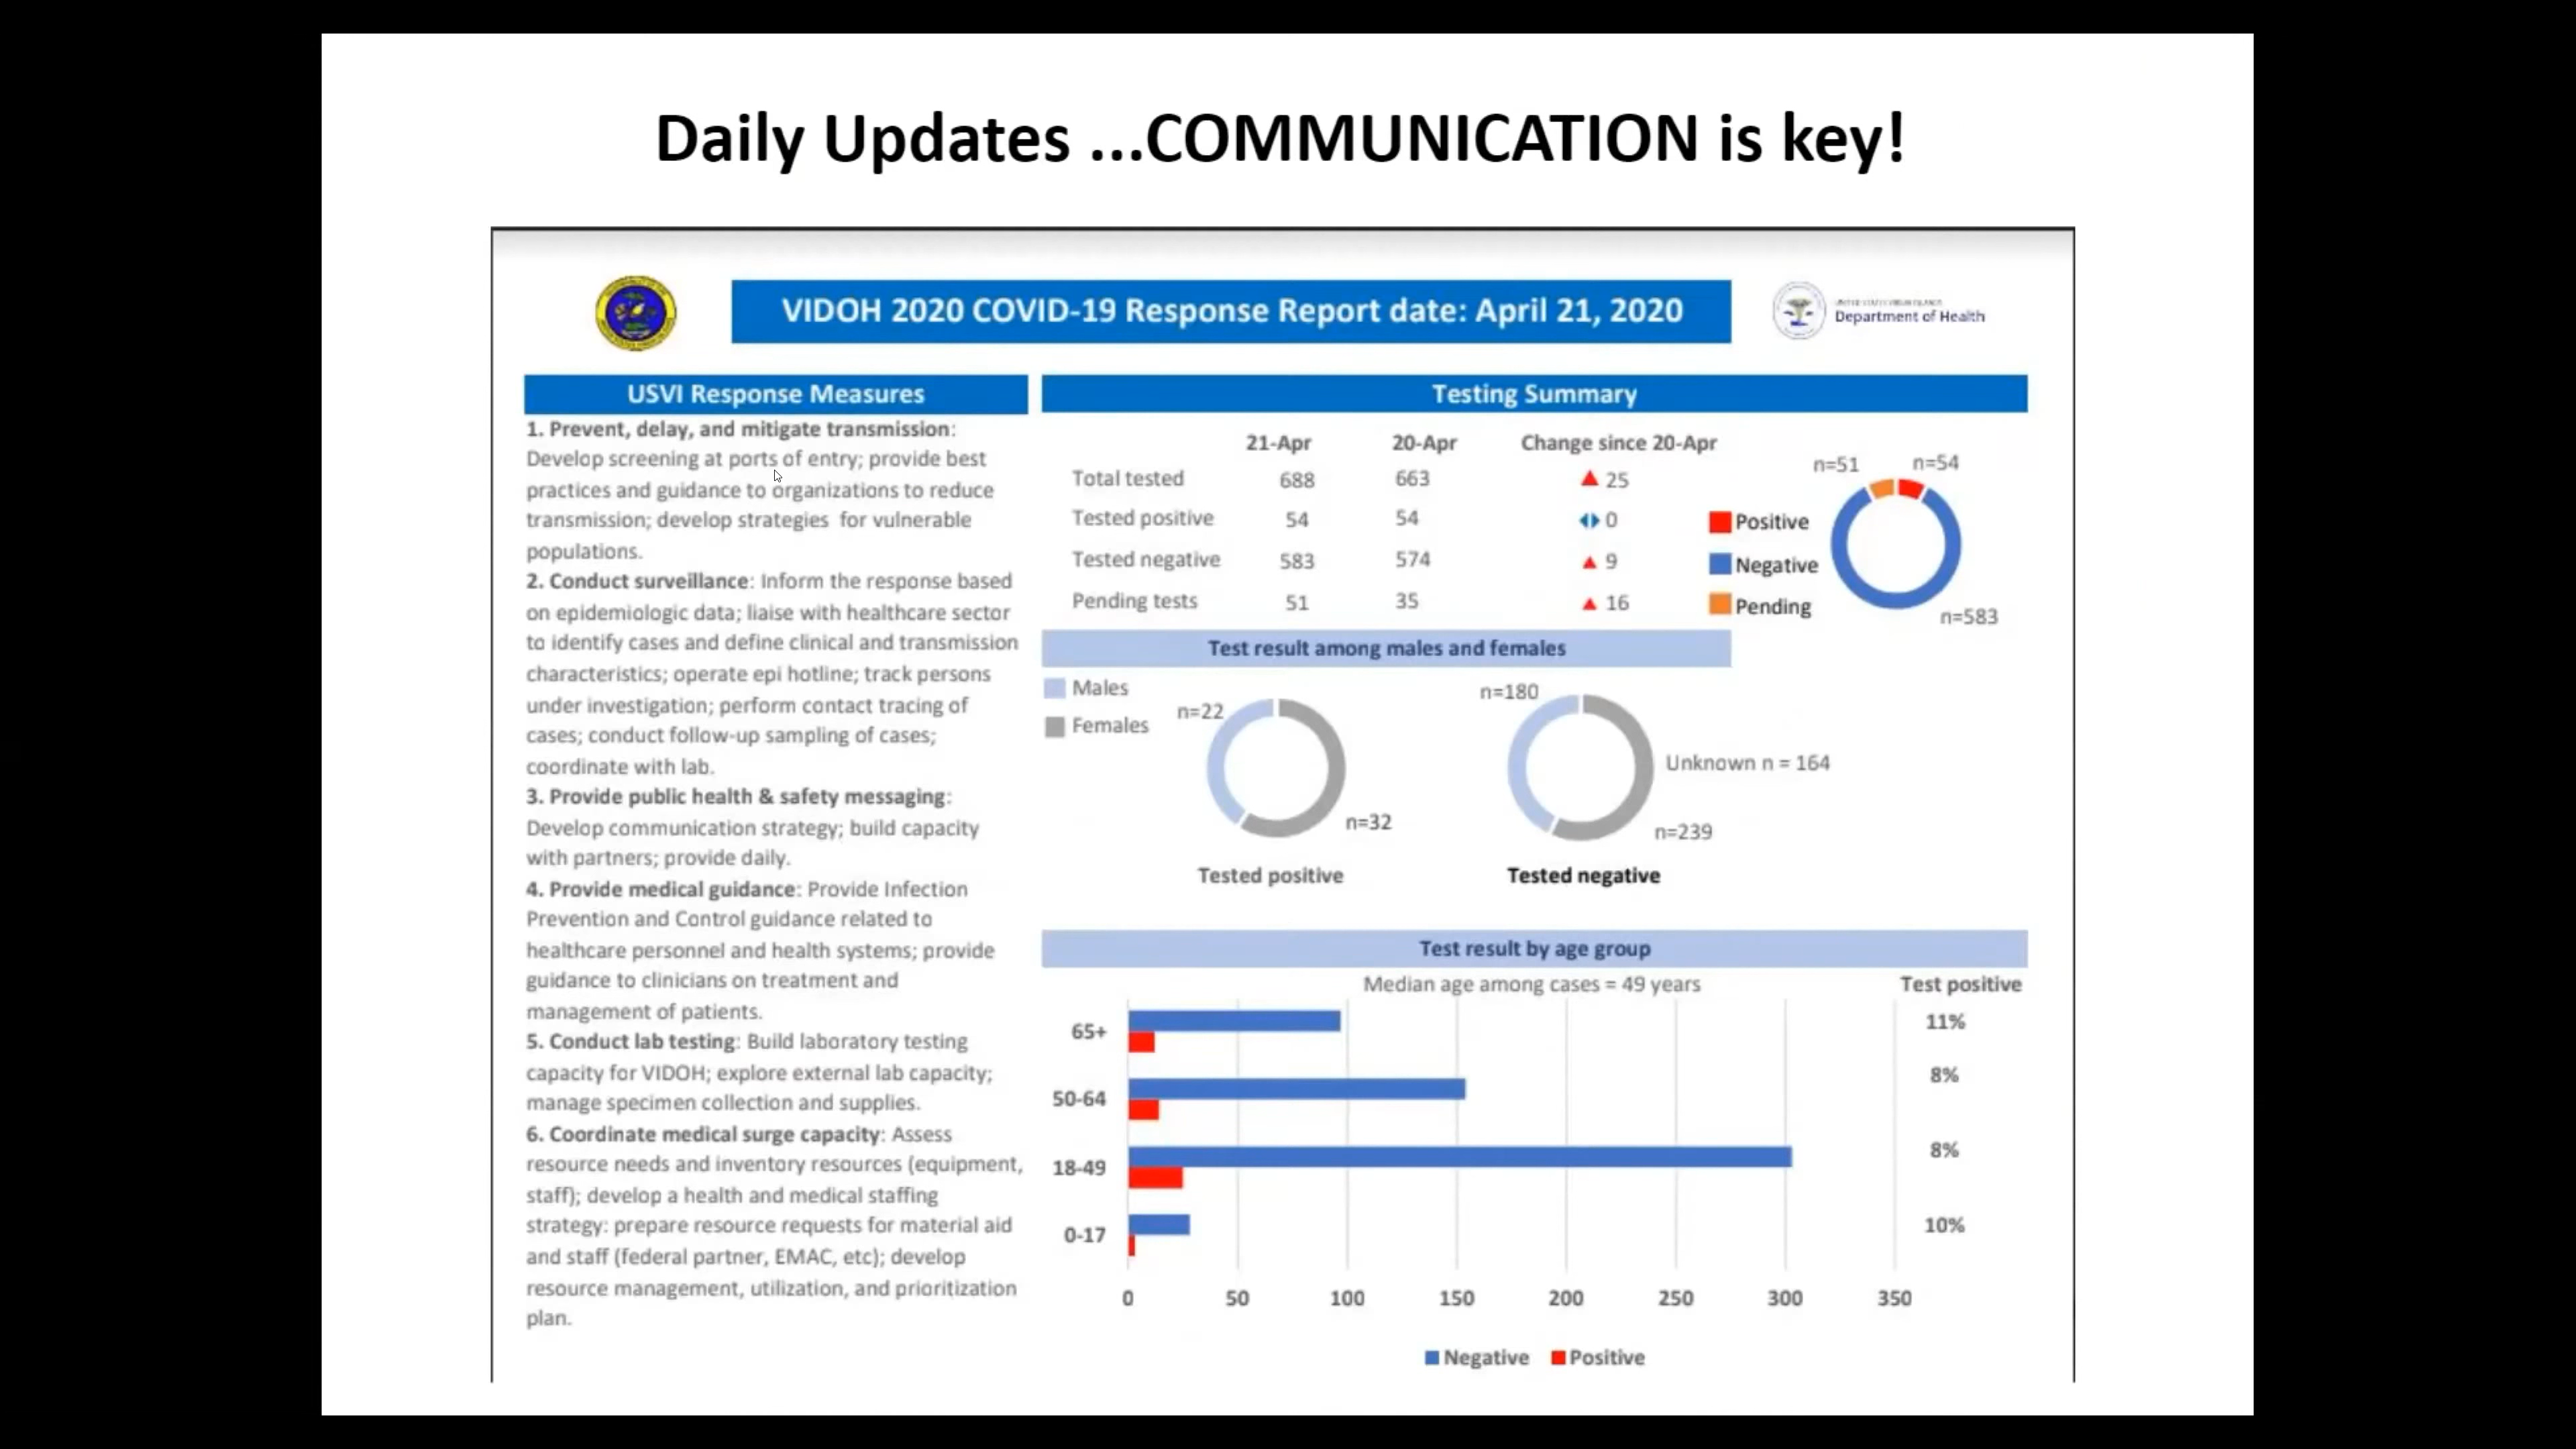 Daily Updates ...COMMUNICATION is key!
VIDOH 2020 COVID-19 Response Report date: April 21, 2020
Department of Health
USVI Response Measures
1. Prevent, delay, and mitigate transmission:
Develop screening at ports of entry; provide best
practices and guidance to organizations to reduce
transmission; develop strategies for vulnerable
populations.
2. Conduct surveillance: Inform the response based
on epidemiologic data; liaise with healthcare sector
to identify cases and define clinical and transmission
characteristics; operate epi hotline; track persons
under investigation; perform contact tracing of
cases; conduct follow-up sampling of cases;
coordinate with lab.
3. Provide public health & safety messaging:
Develop communication strategy; build capacity
with partners; provide daily.
4. Provide medical guidance: Provide Infection
Prevention and Control guidance related to
healthcare personnel and health systems; provide
guidance to clinicians on treatment and
management of patients.
5. Conduct lab testing: Build laboratory testing
capacity for VIDOH; explore external lab capacity;
manage specimen collection and supplies.
6. Coordinate medical surge capacity: Assess
resource needs and inventory resources (equipment,
staff); develop a health and medical staffing
strategy: prepare resource requests for material aid
and staff (federal partner, EMAC, etc); develop
resource management, utilization, and prioritization
plan.
Testing Summary
21-Apr 20-Apr Change since 20-Apr
Total tested 688 663 25
Tested positive 54 54 0
Tested negative 583 574 9
Pending tests 51 35 16
Positive
Negative
Pending
n=51
n=54
n=583
Test result among males and females
Males
Females
n=22
n=32
Tested positive
n=180
Unknown n = 164
n=239
Tested negative
Test result by age group
Median age among cases = 49 years
Test positive
65+ 11%
50-64 8%
18-49 8%
0-17 10%
0 50 100 150 200 250 300 350
Negative Positive